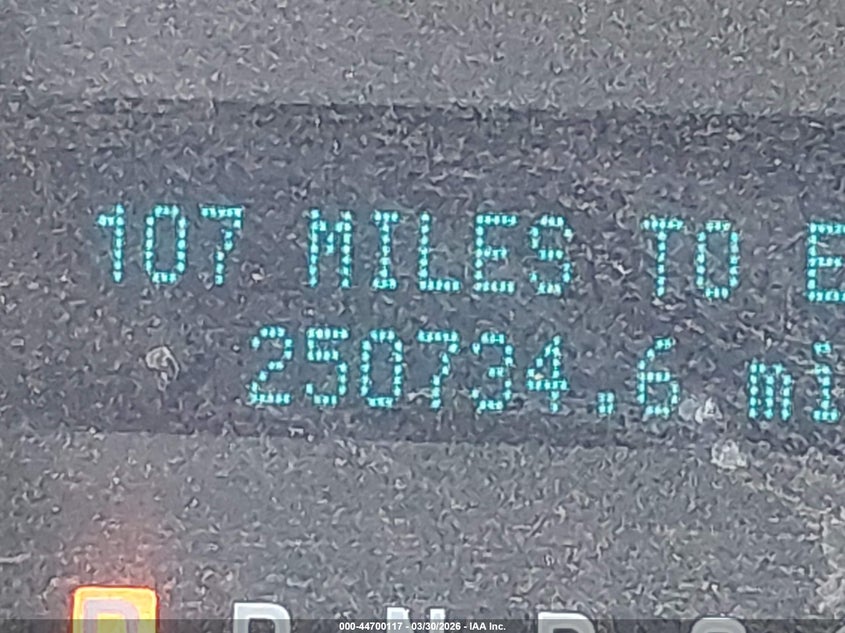 107 MILES TO E
250734.6 mi
P R N D
000-44700117 - 03/30/2026 - IAA Inc.